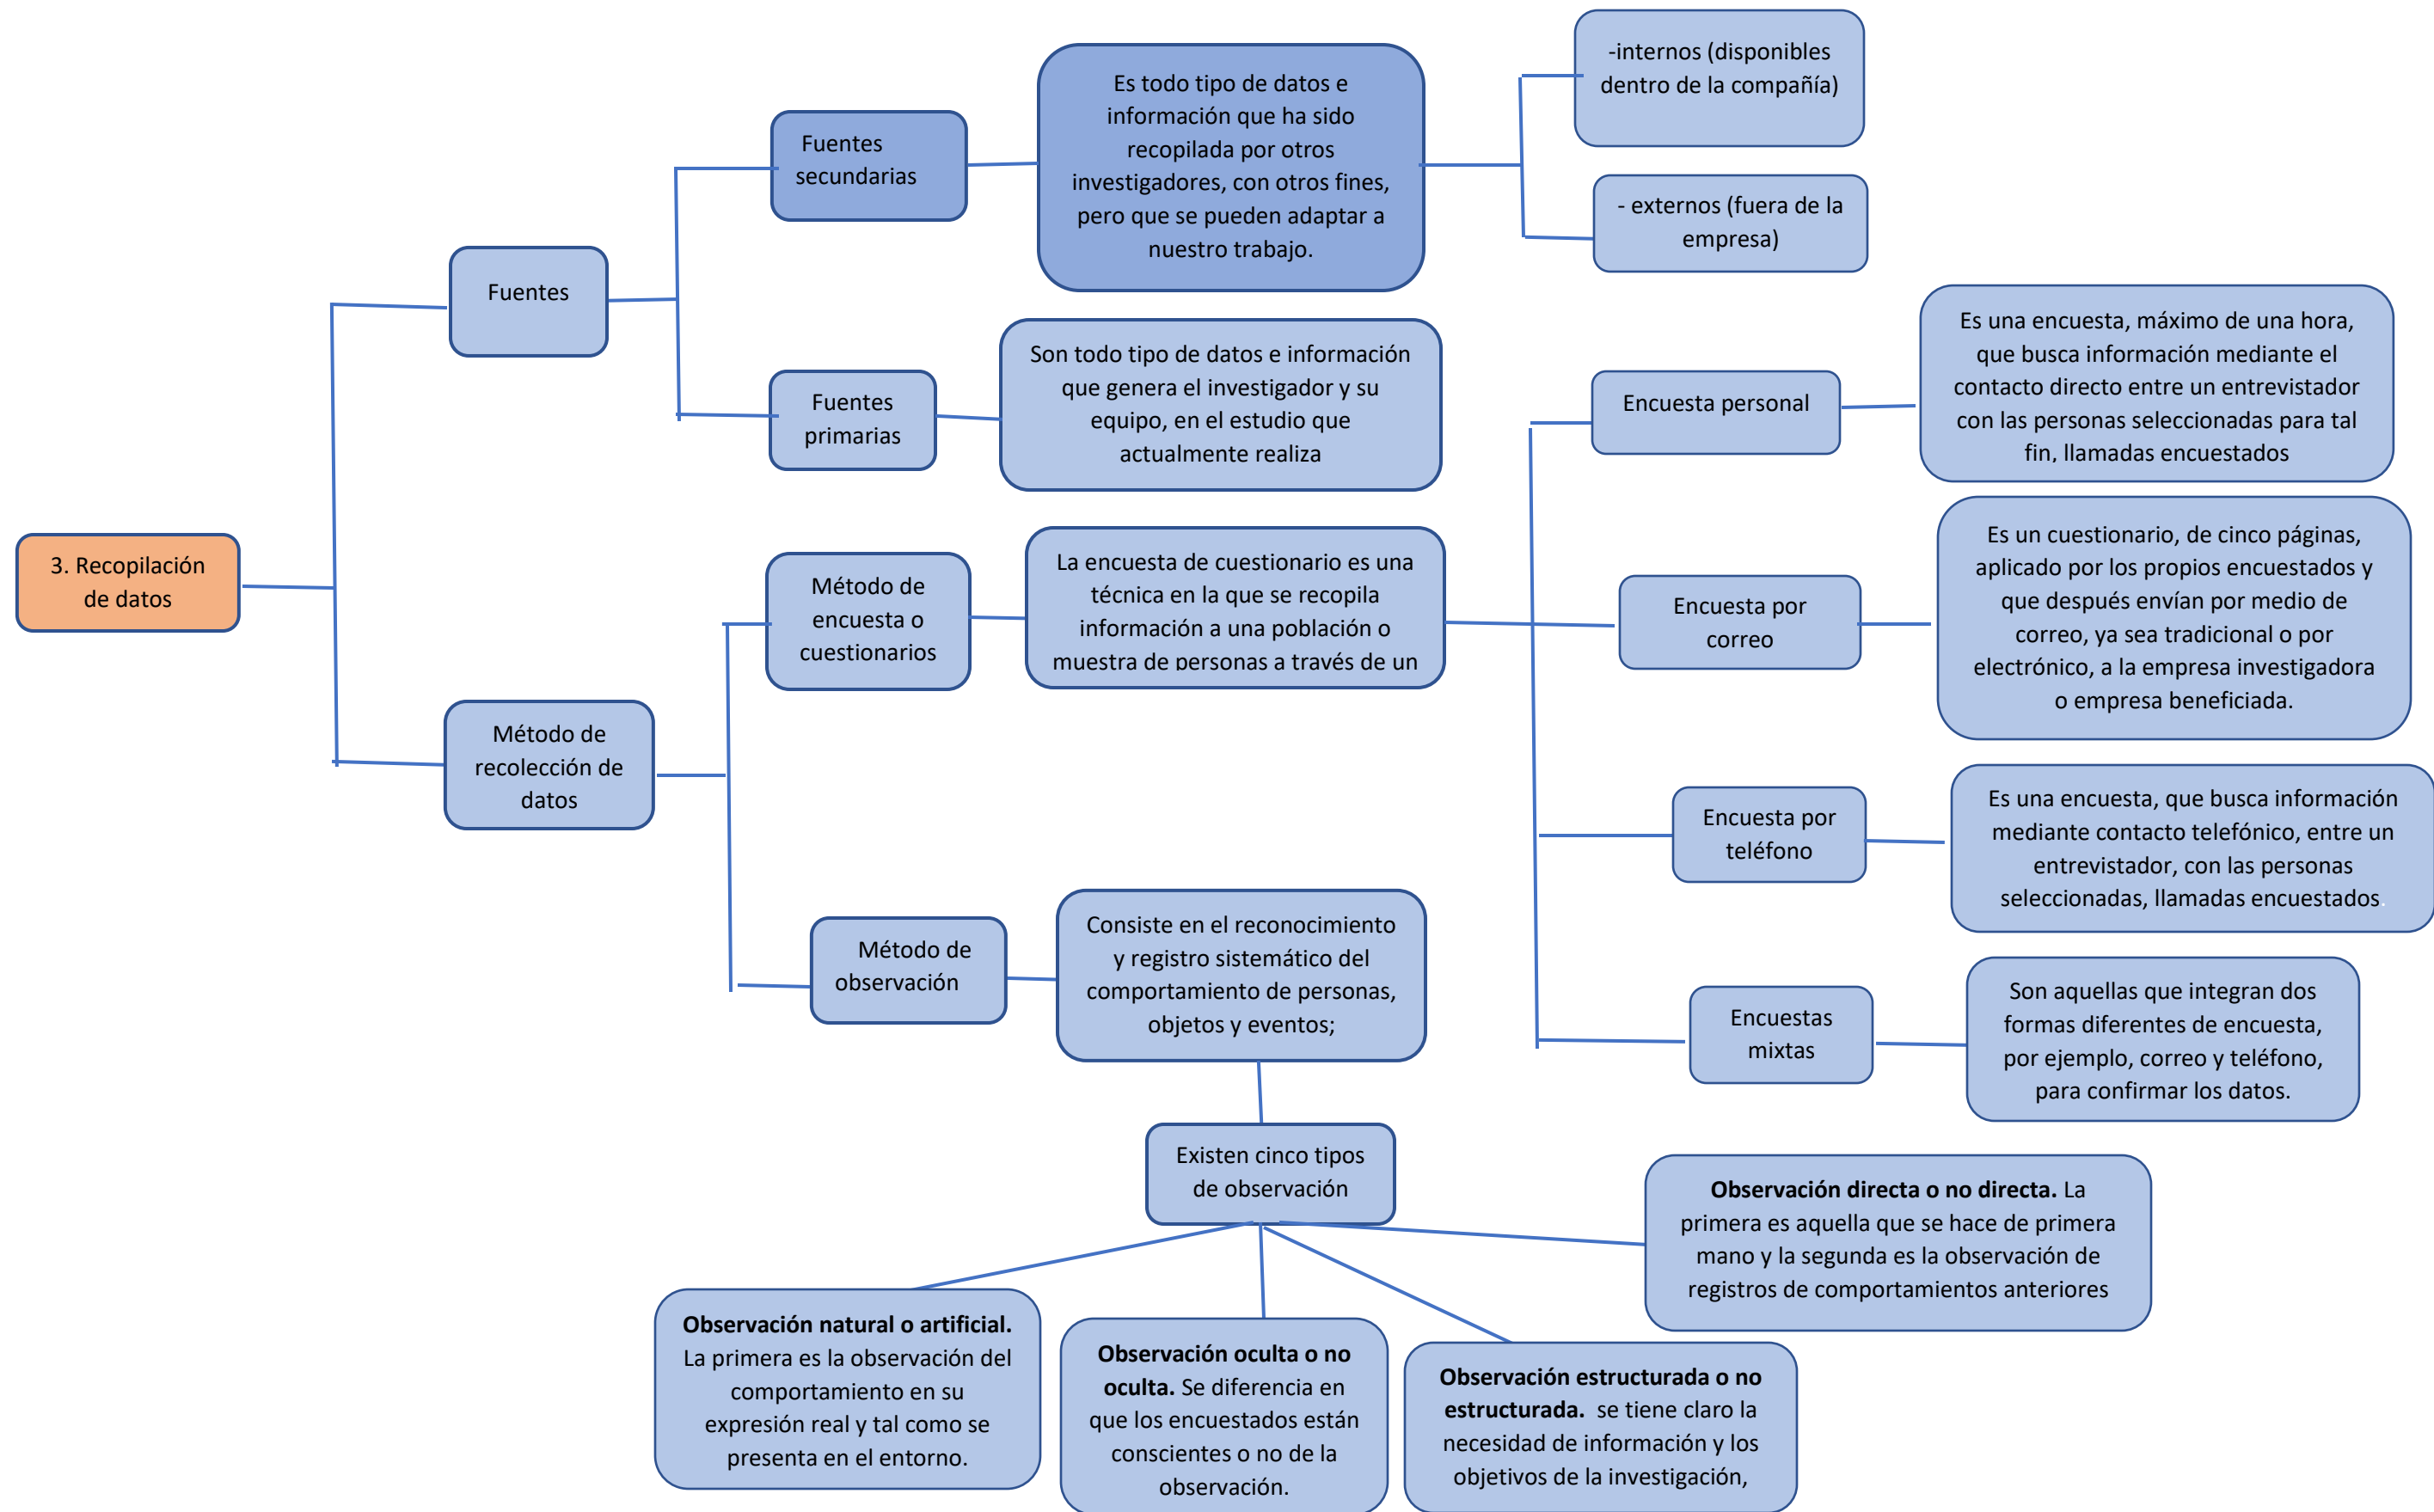 3. Recopilación
de datos
Fuentes
Fuentes
secundarias
Es todo tipo de datos e
información que ha sido
recopilada por otros
investigadores, con otros fines,
pero que se pueden adaptar a
nuestro trabajo.
-internos (disponibles
dentro de la compañía)
- externos (fuera de la
empresa)
Fuentes
primarias
Son todo tipo de datos e información
que genera el investigador y su
equipo, en el estudio que
actualmente realiza
Método de
recolección de
datos
Método de
encuesta o
cuestionarios
La encuesta de cuestionario es una
técnica en la que se recopila
información a una población o
muestra de personas a través de un
Encuesta personal
Es una encuesta, máximo de una hora,
que busca información mediante el
contacto directo entre un entrevistador
con las personas seleccionadas para tal
fin, llamadas encuestados
Encuesta por
correo
Es un cuestionario, de cinco páginas,
aplicado por los propios encuestados y
que después envían por medio de
correo, ya sea tradicional o por
electrónico, a la empresa investigadora
o empresa beneficiada.
Encuesta por
teléfono
Es una encuesta, que busca información
mediante contacto telefónico, entre un
entrevistador, con las personas
seleccionadas, llamadas encuestados.
Encuestas
mixtas
Son aquellas que integran dos
formas diferentes de encuesta,
por ejemplo, correo y teléfono,
para confirmar los datos.
Método de
observación
Consiste en el reconocimiento
y registro sistemático del
comportamiento de personas,
objetos y eventos;
Existen cinco tipos
de observación
Observación natural o artificial.
La primera es la observación del
comportamiento en su
expresión real y tal como se
presenta en el entorno.
Observación oculta o no
oculta. Se diferencia en
que los encuestados están
conscientes o no de la
observación.
Observación estructurada o no
estructurada. se tiene claro la
necesidad de información y los
objetivos de la investigación,
Observación directa o no directa. La
primera es aquella que se hace de primera
mano y la segunda es la observación de
registros de comportamientos anteriores